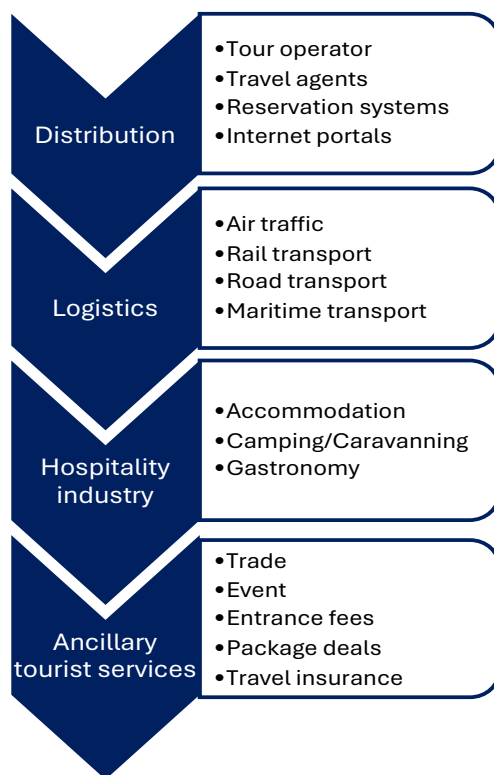 Distribution
•Tour operator
•Travel agents
•Reservation systems
•Internet portals
Logistics
•Air traffic
•Rail transport
•Road transport
•Maritime transport
Hospitality
industry
•Accommodation
•Camping/Caravanning
•Gastronomy
Ancillary
tourist services
•Trade
•Event
•Entrance fees
•Package deals
•Travel insurance